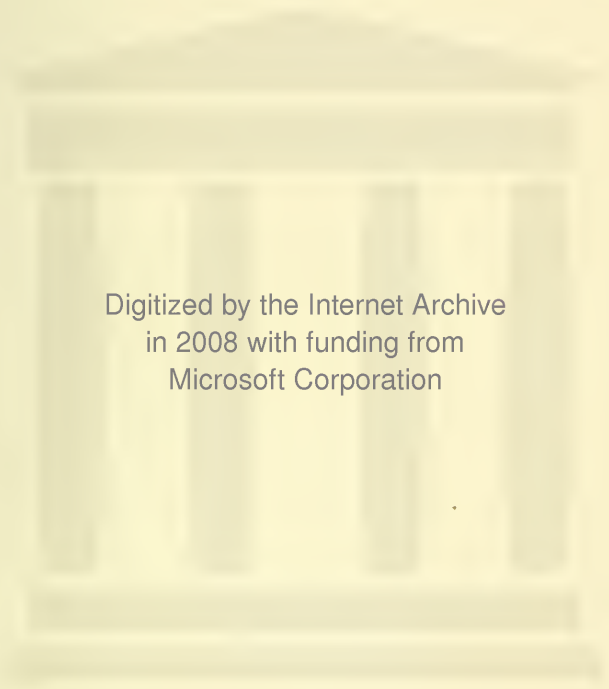 Digitized by the Internet Archive
in 2008 with funding from
Microsoft Corporation